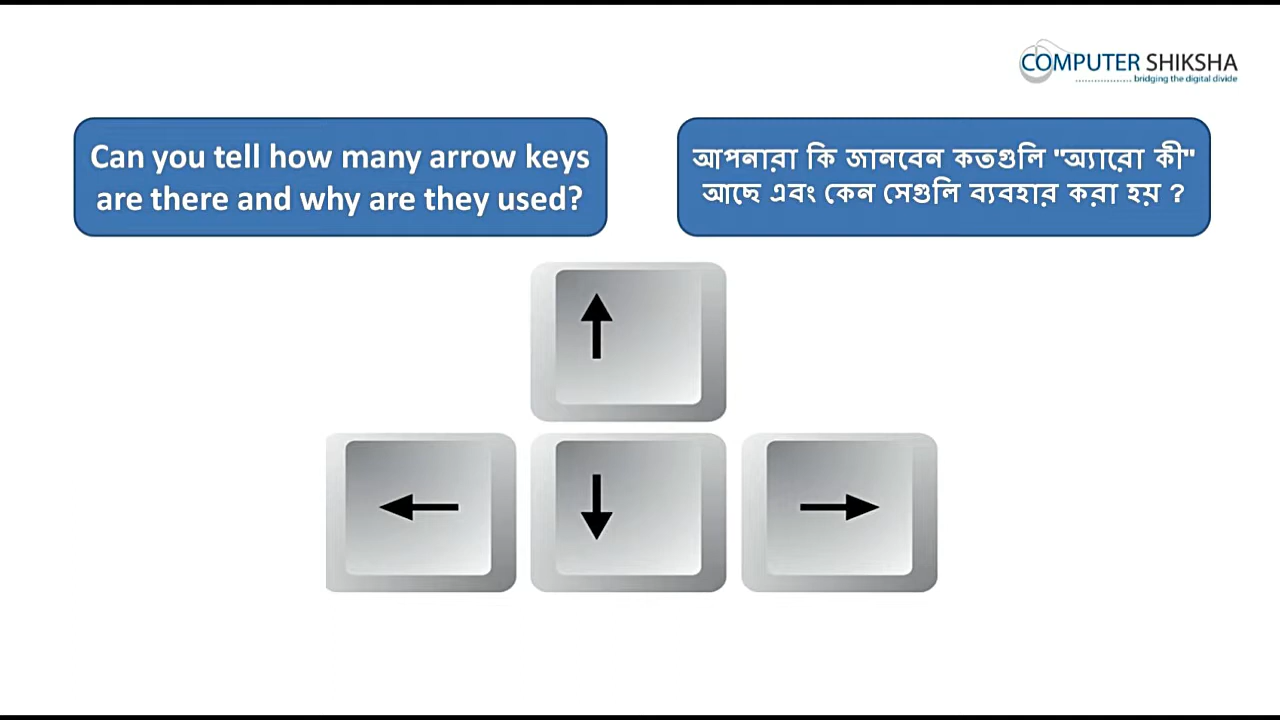 COMPUTER SHIKSHA
bridging the digital divide
Can you tell how many arrow keys
are there and why are they used?
আপনারা কি জানবেন কতগুলি "অ্যারো কী"
আছে এবং কেন সেগুলি ব্যবহার করা হয় ?